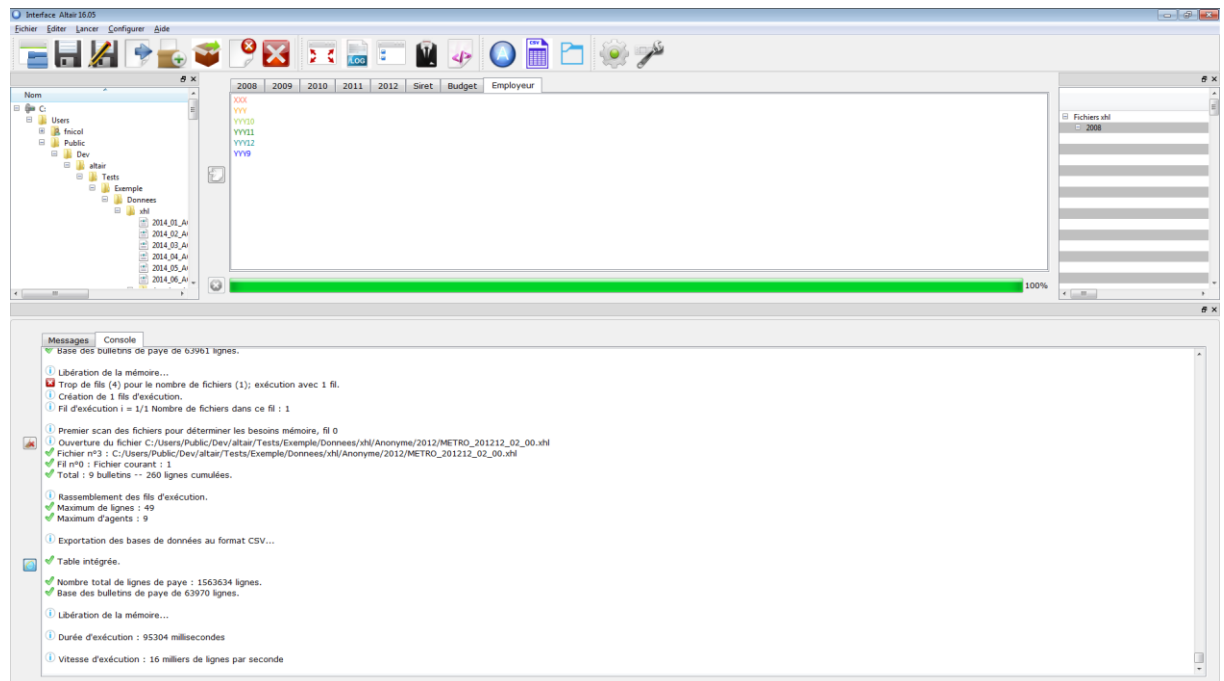 Interface Altair 16.05
Fichier Editer Lancer Configurer Aide
.LOG
CSV
2008 2009 2010 2011 2012 Siret Budget Employeur
Nom
C:
Users
fnicol
Public
Dev
altair
Tests
Exemple
Donnees
xhl
2014_01_A
2014_02_A
2014_03_A
2014_04_A
2014_05_A
2014_06_A
XXX
YYY
YYY10
YYY11
YYY12
YYY9
100%
Fichiers xhl
2008
Messages Console
Base des bulletins de paye de 63961 lignes.
Libération de la mémoire...
Trop de fils (4) pour le nombre de fichiers (1); exécution avec 1 fil.
Création de 1 fils d'exécution.
Fil d'exécution i = 1/1 Nombre de fichiers dans ce fil : 1
Premier scan des fichiers pour déterminer les besoins mémoire, fil 0
Ouverture du fichier C:/Users/Public/Dev/altair/Tests/Exemple/Donnees/xhl/Anonyme/2012/METRO_201212_02_00.xhl
Fichier n°3 : C:/Users/Public/Dev/altair/Tests/Exemple/Donnees/xhl/Anonyme/2012/METRO_201212_02_00.xhl
Fil n°0 : Fichier courant : 1
Total : 9 bulletins -- 260 lignes cumulées.
Rassemblement des fils d'exécution.
Maximum de lignes : 49
Maximum d'agents : 9
Exportation des bases de données au format CSV...
Table intégrée.
Nombre total de lignes de paye : 1563634 lignes.
Base des bulletins de paye de 63970 lignes.
Libération de la mémoire...
Durée d'exécution : 95304 millisecondes
Vitesse d'exécution : 16 milliers de lignes par seconde